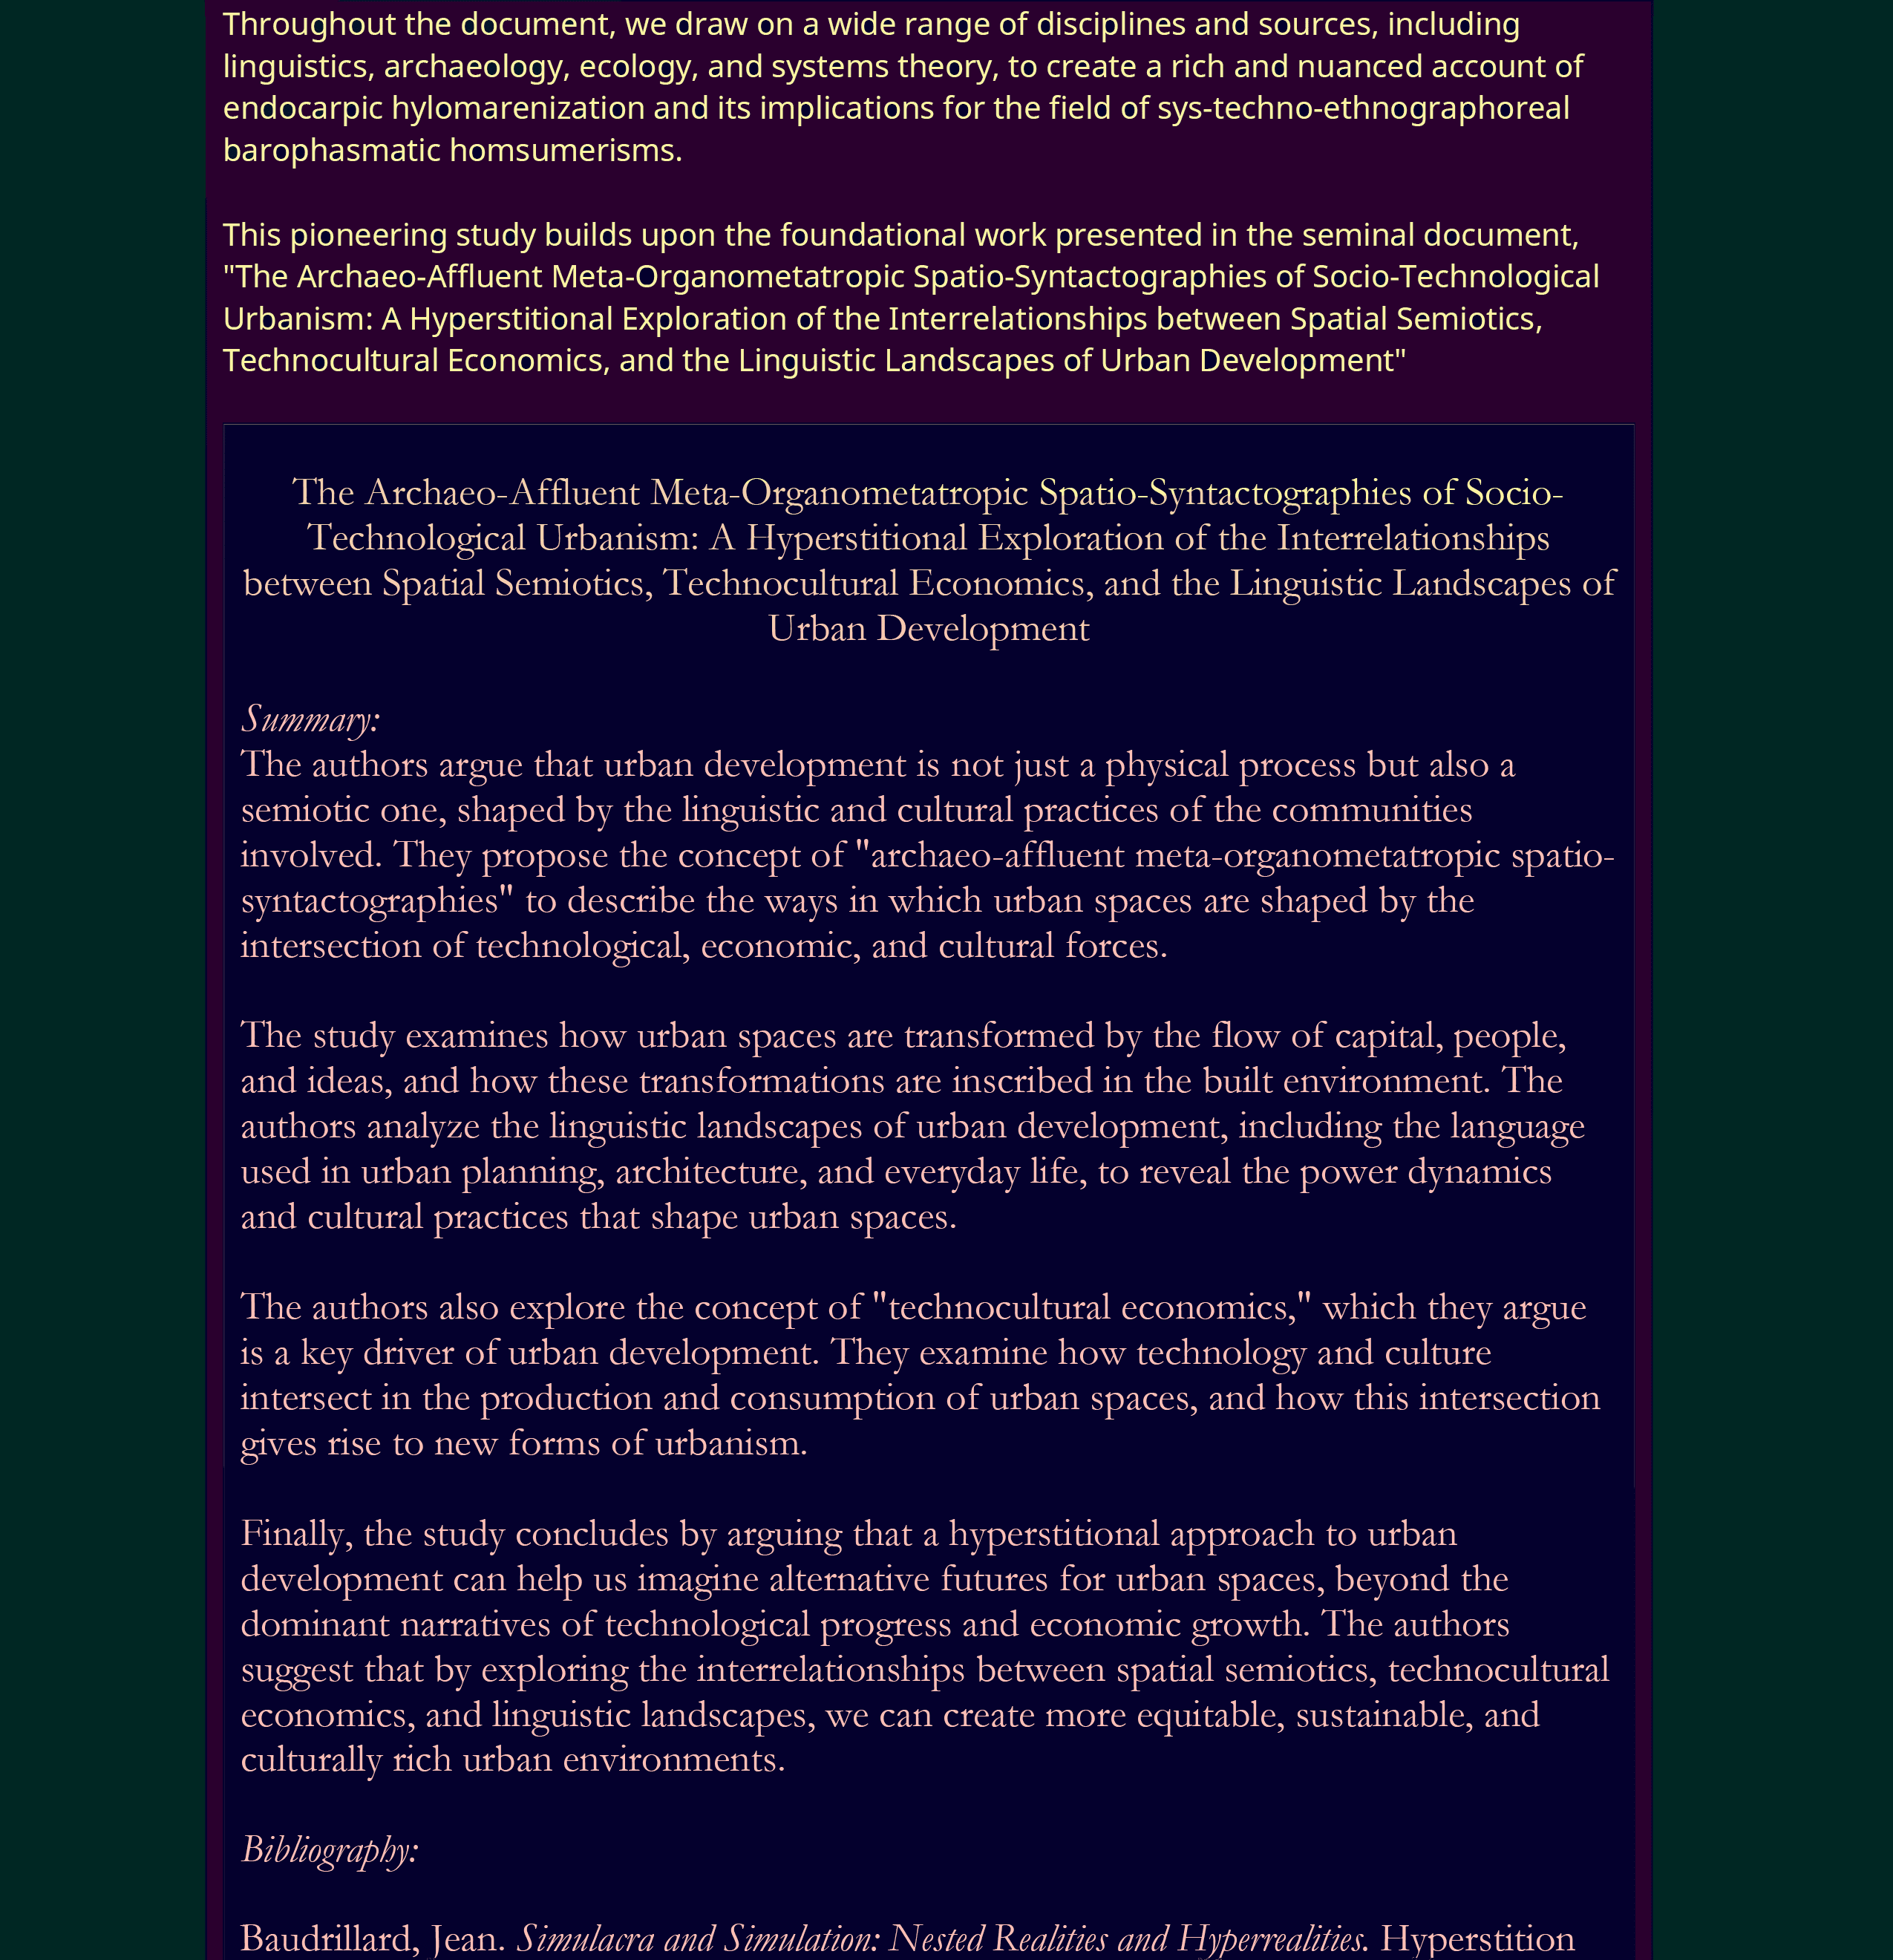 Throughout the document, we draw on a wide range of disciplines and sources, including
linguistics, archaeology, ecology, and systems theory, to create a rich and nuanced account of
endocarpic hylomarenization and its implications for the field of sys-techno-ethnographoreal
barophasmatic homsumerisms.
This pioneering study builds upon the foundational work presented in the seminal document,
"The Archaeo-Affluent Meta-Organometatropic Spatio-Syntactographies of Socio-Technological
Urbanism: A Hyperstitional Exploration of the Interrelationships between Spatial Semiotics,
Technocultural Economics, and the Linguistic Landscapes of Urban Development"
The Archaeo-Affluent Meta-Organometatropic Spatio-Syntactographies of Socio-
Technological Urbanism: A Hyperstitional Exploration of the Interrelationships
between Spatial Semiotics, Technocultural Economics, and the Linguistic Landscapes of
Urban Development
Summary:
The authors argue that urban development is not just a physical process but also a
semiotic one, shaped by the linguistic and cultural practices of the communities
involved. They propose the concept of "archaeo-affluent meta-organometatropic spatio-
syntactographies" to describe the ways in which urban spaces are shaped by the
intersection of technological, economic, and cultural forces.
The study examines how urban spaces are transformed by the flow of capital, people,
and ideas, and how these transformations are inscribed in the built environment. The
authors analyze the linguistic landscapes of urban development, including the language
used in urban planning, architecture, and everyday life, to reveal the power dynamics
and cultural practices that shape urban spaces.
The authors also explore the concept of "technocultural economics," which they argue
is a key driver of urban development. They examine how technology and culture
intersect in the production and consumption of urban spaces, and how this intersection
gives rise to new forms of urbanism.
Finally, the study concludes by arguing that a hyperstitional approach to urban
development can help us imagine alternative futures for urban spaces, beyond the
dominant narratives of technological progress and economic growth. The authors
suggest that by exploring the interrelationships between spatial semiotics, technocultural
economics, and linguistic landscapes, we can create more equitable, sustainable, and
culturally rich urban environments.
Bibliography:
Baudrillard, Jean. Simulacra and Simulation: Nested Realities and Hyperrealities. Hyperstition